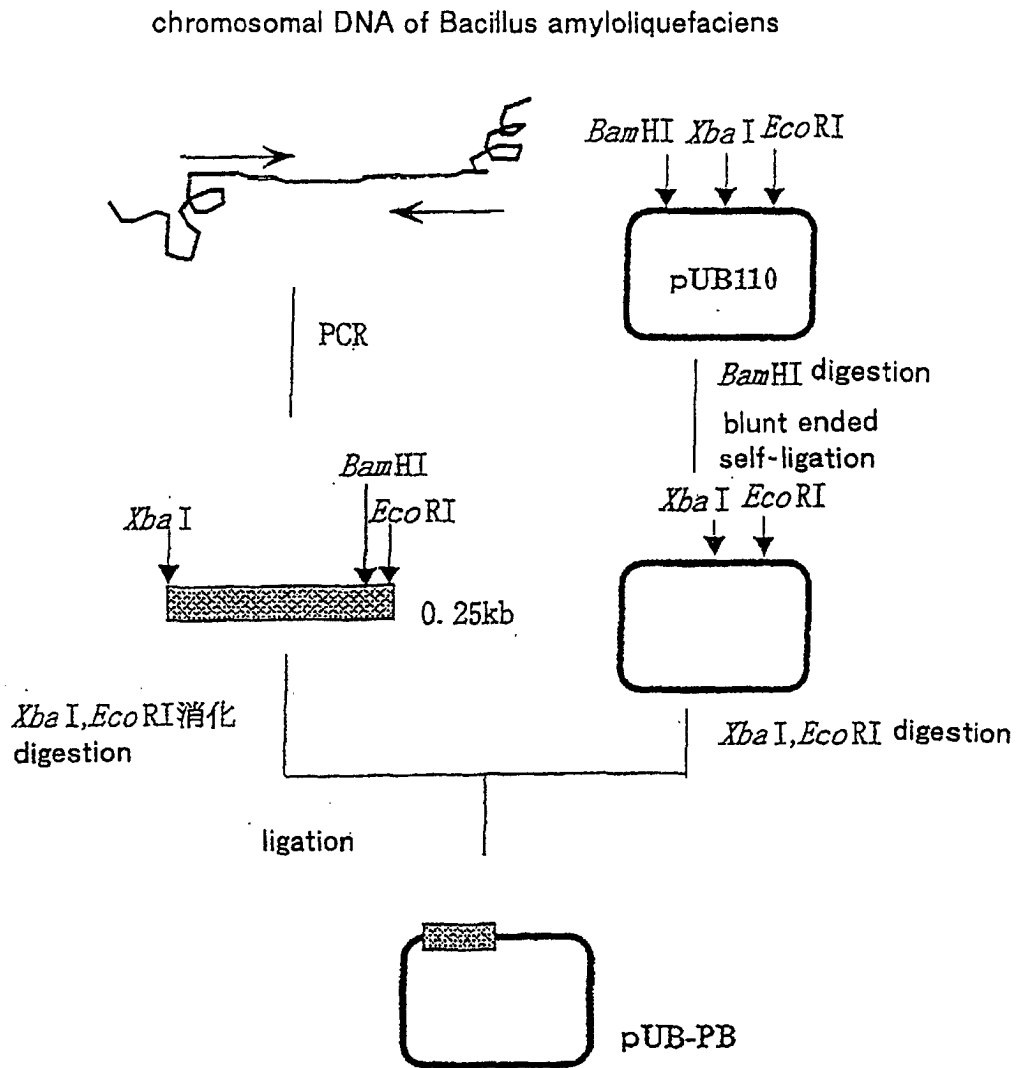 chromosomal DNA of Bacillus amyloliquefaciens
BamHI XbaI EcoRI
pUB110
PCR
BamHI digestion
blunt ended
self-ligation
BamHI
EcoRI
XbaI
0.25kb
XbaI EcoRI
XbaI,EcoRI消化
digestion
XbaI,EcoRI digestion
ligation
pUB-PB